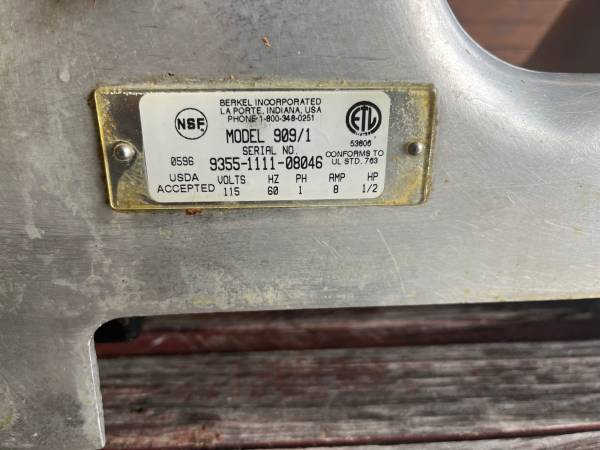 BERKEL INCORPORATED
LA PORTE, INDIANA, USA
PHONE 1-800-348-0251
NSF
ETL
MODEL 909/1
53606
SERIAL NO.
CONFORMS TO
UL STD. 763
0596 9355-1111-08046
USDA ACCEPTED
VOLTS HZ PH AMP HP
115 60 1 8 1/2